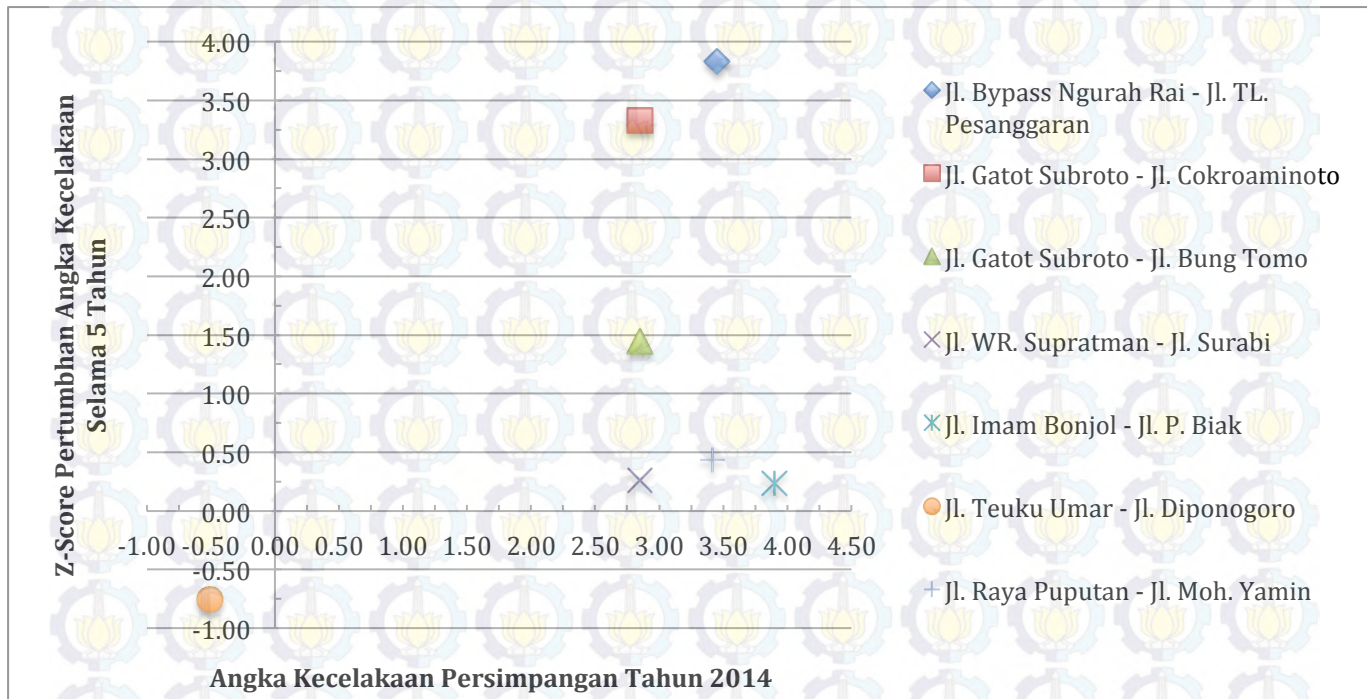 Z-Score Pertumbhan Angka Kecelakaan
Selama 5 Tahun
4.00
3.50
3.00
2.50
2.00
1.50
1.00
0.50
0.00
-1.00 -0.50 0.00 0.50 1.00 1.50 2.00 2.50 3.00 3.50 4.00 4.50
-0.50
-1.00
Angka Kecelakaan Persimpangan Tahun 2014
Jl. Bypass Ngurah Rai - Jl. TL.
Pesanggaran
Jl. Gatot Subroto - Jl. Cokroaminoto
Jl. Gatot Subroto - Jl. Bung Tomo
Jl. WR. Supratman - Jl. Surabi
Jl. Imam Bonjol - Jl. P. Biak
Jl. Teuku Umar - Jl. Diponogoro
Jl. Raya Puputan - Jl. Moh. Yamin